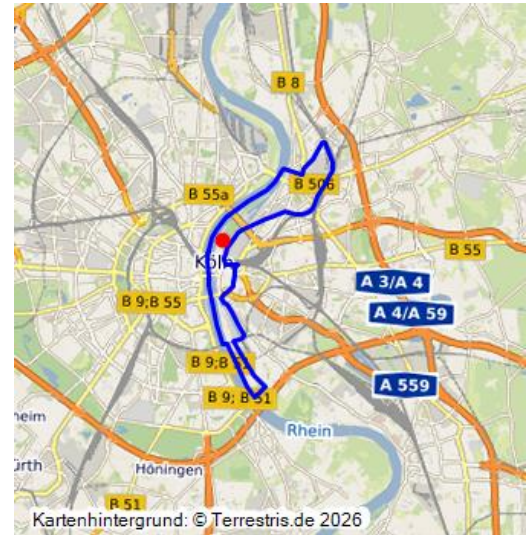 B 8
B 506
B 55a
Köln
B 55
A 3/A 4
B 9;B 55
A 4/A 59
B 9;B 51
A 559
B 9; B 51
heim
Rhein
ürth
Höningen
B 51
Kartenhintergrund: © Terrestris.de 2026